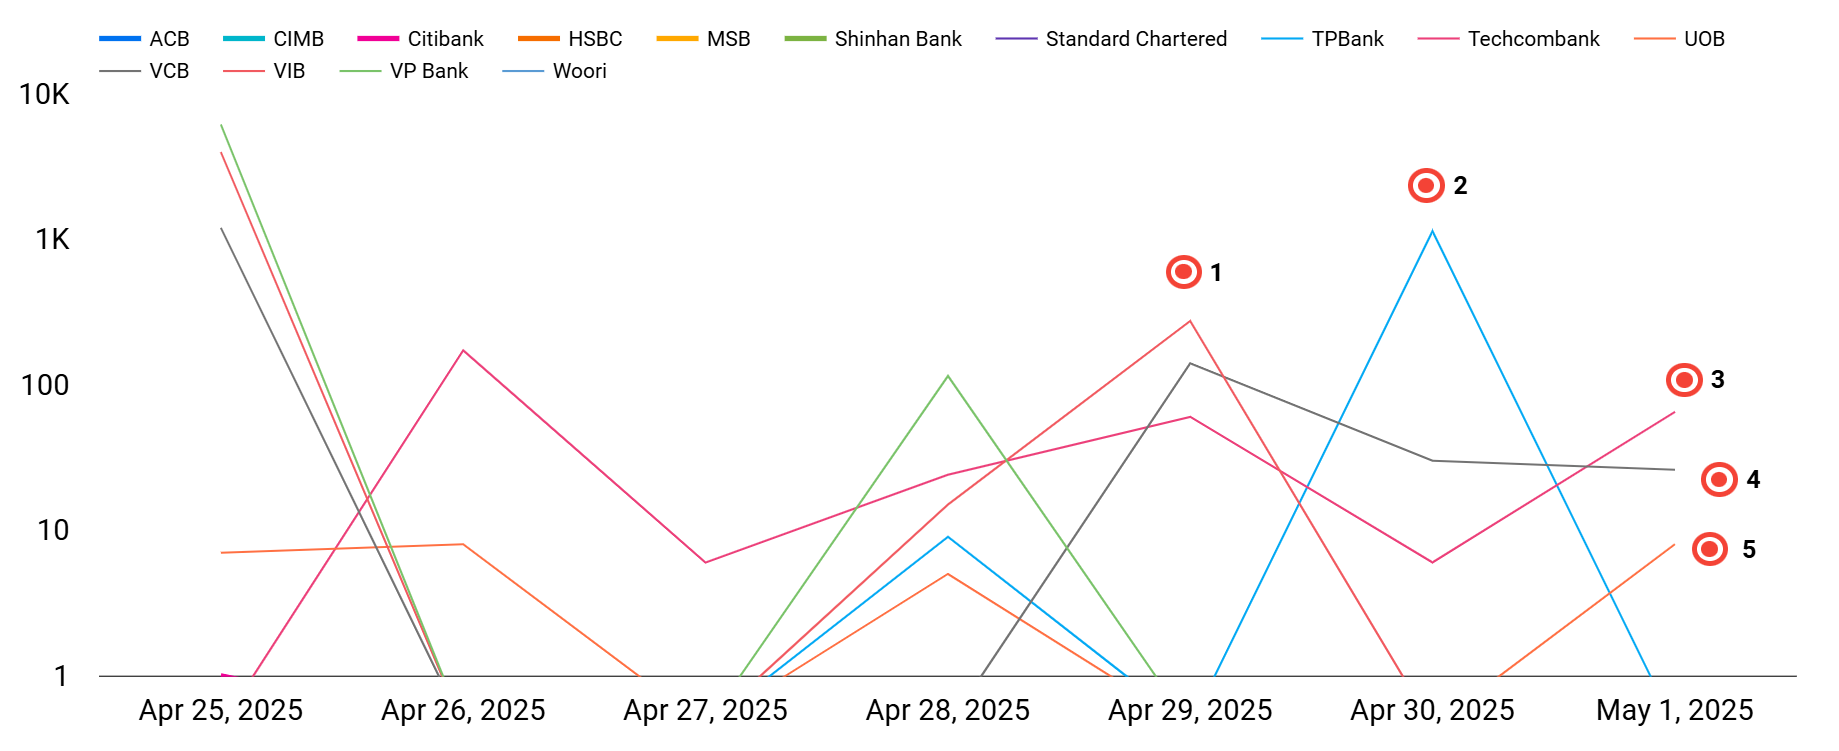 ACB CIMB Citibank HSBC MSB Shinhan Bank Standard Chartered TPBank Techcombank UOB
VCB VIB VP Bank Woori
10K
2
1K
1
100
3
4
10
5
1
Apr 25, 2025 Apr 26, 2025 Apr 27, 2025 Apr 28, 2025 Apr 29, 2025 Apr 30, 2025 May 1, 2025